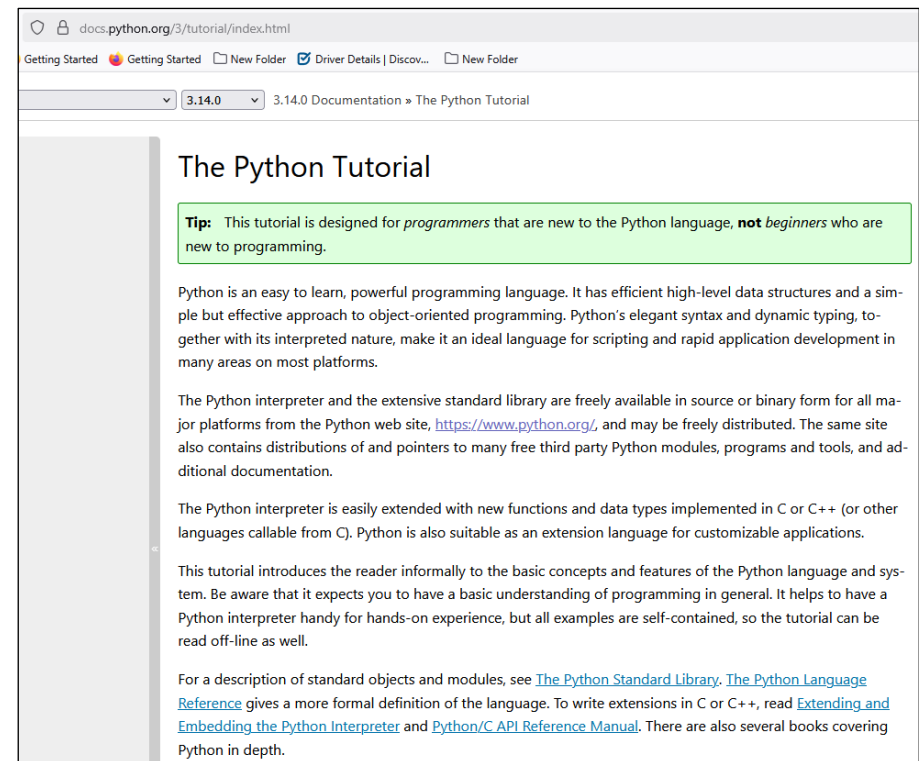 docs.python.org/3/tutorial/index.html
Getting Started Getting Started New Folder Driver Details | Discov... New Folder
3.14.0 3.14.0 Documentation » The Python Tutorial
The Python Tutorial
Tip: This tutorial is designed for programmers that are new to the Python language, not beginners who are
new to programming.
Python is an easy to learn, powerful programming language. It has efficient high-level data structures and a sim-
ple but effective approach to object-oriented programming. Python's elegant syntax and dynamic typing, to-
gether with its interpreted nature, make it an ideal language for scripting and rapid application development in
many areas on most platforms.
The Python interpreter and the extensive standard library are freely available in source or binary form for all ma-
jor platforms from the Python web site, https://www.python.org/, and may be freely distributed. The same site
also contains distributions of and pointers to many free third party Python modules, programs and tools, and ad-
ditional documentation.
The Python interpreter is easily extended with new functions and data types implemented in C or C++ (or other
languages callable from C). Python is also suitable as an extension language for customizable applications.
This tutorial introduces the reader informally to the basic concepts and features of the Python language and sys-
tem. Be aware that it expects you to have a basic understanding of programming in general. It helps to have a
Python interpreter handy for hands-on experience, but all examples are self-contained, so the tutorial can be
read off-line as well.
For a description of standard objects and modules, see The Python Standard Library. The Python Language
Reference gives a more formal definition of the language. To write extensions in C or C++, read Extending and
Embedding the Python Interpreter and Python/C API Reference Manual. There are also several books covering
Python in depth.
«